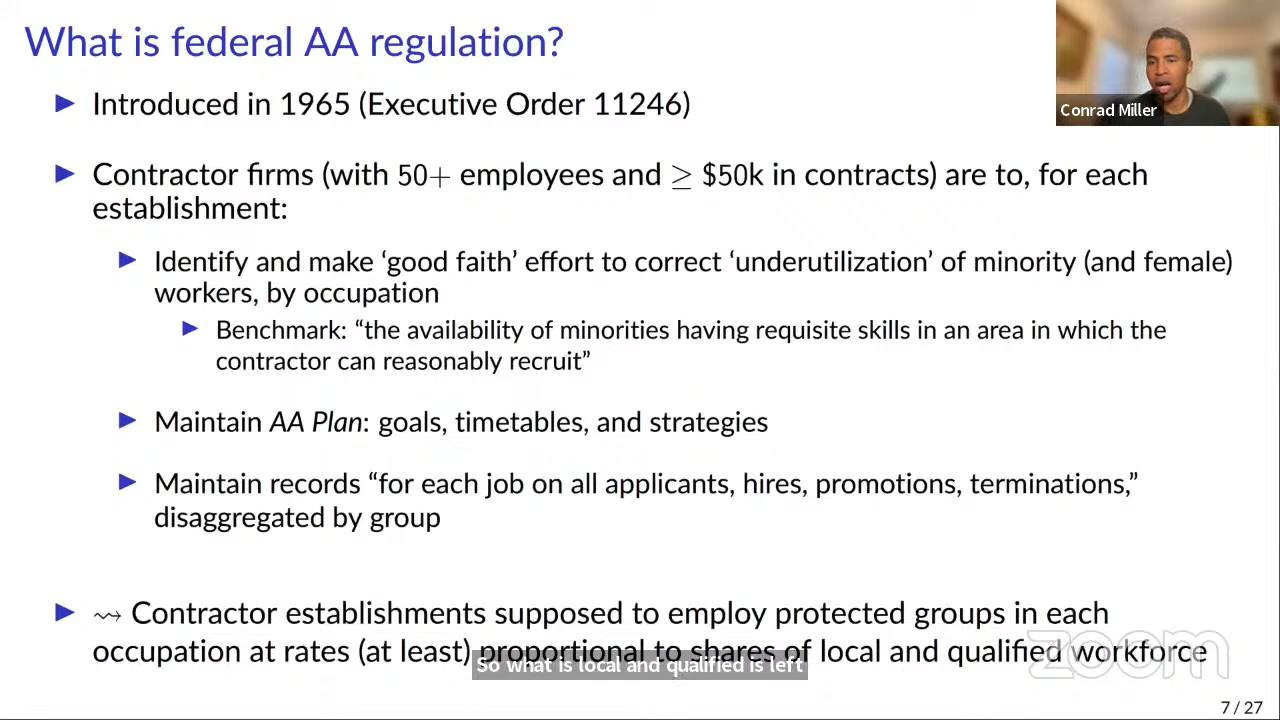 What is federal AA regulation?
Conrad Miller
▶ Introduced in 1965 (Executive Order 11246)
▶ Contractor firms (with 50+ employees and ≥ $50k in contracts) are to, for each
establishment:
▶ Identify and make ‘good faith’ effort to correct ‘underutilization’ of minority (and female)
workers, by occupation
▶ Benchmark: “the availability of minorities having requisite skills in an area in which the
contractor can reasonably recruit”
▶ Maintain AA Plan: goals, timetables, and strategies
▶ Maintain records “for each job on all applicants, hires, promotions, terminations,”
disaggregated by group
▶ ⇝ Contractor establishments supposed to employ protected groups in each
occupation at rates (at least) proportional to shares of local and qualified workforce
So what is local and qualified is left
zoom
7 / 27